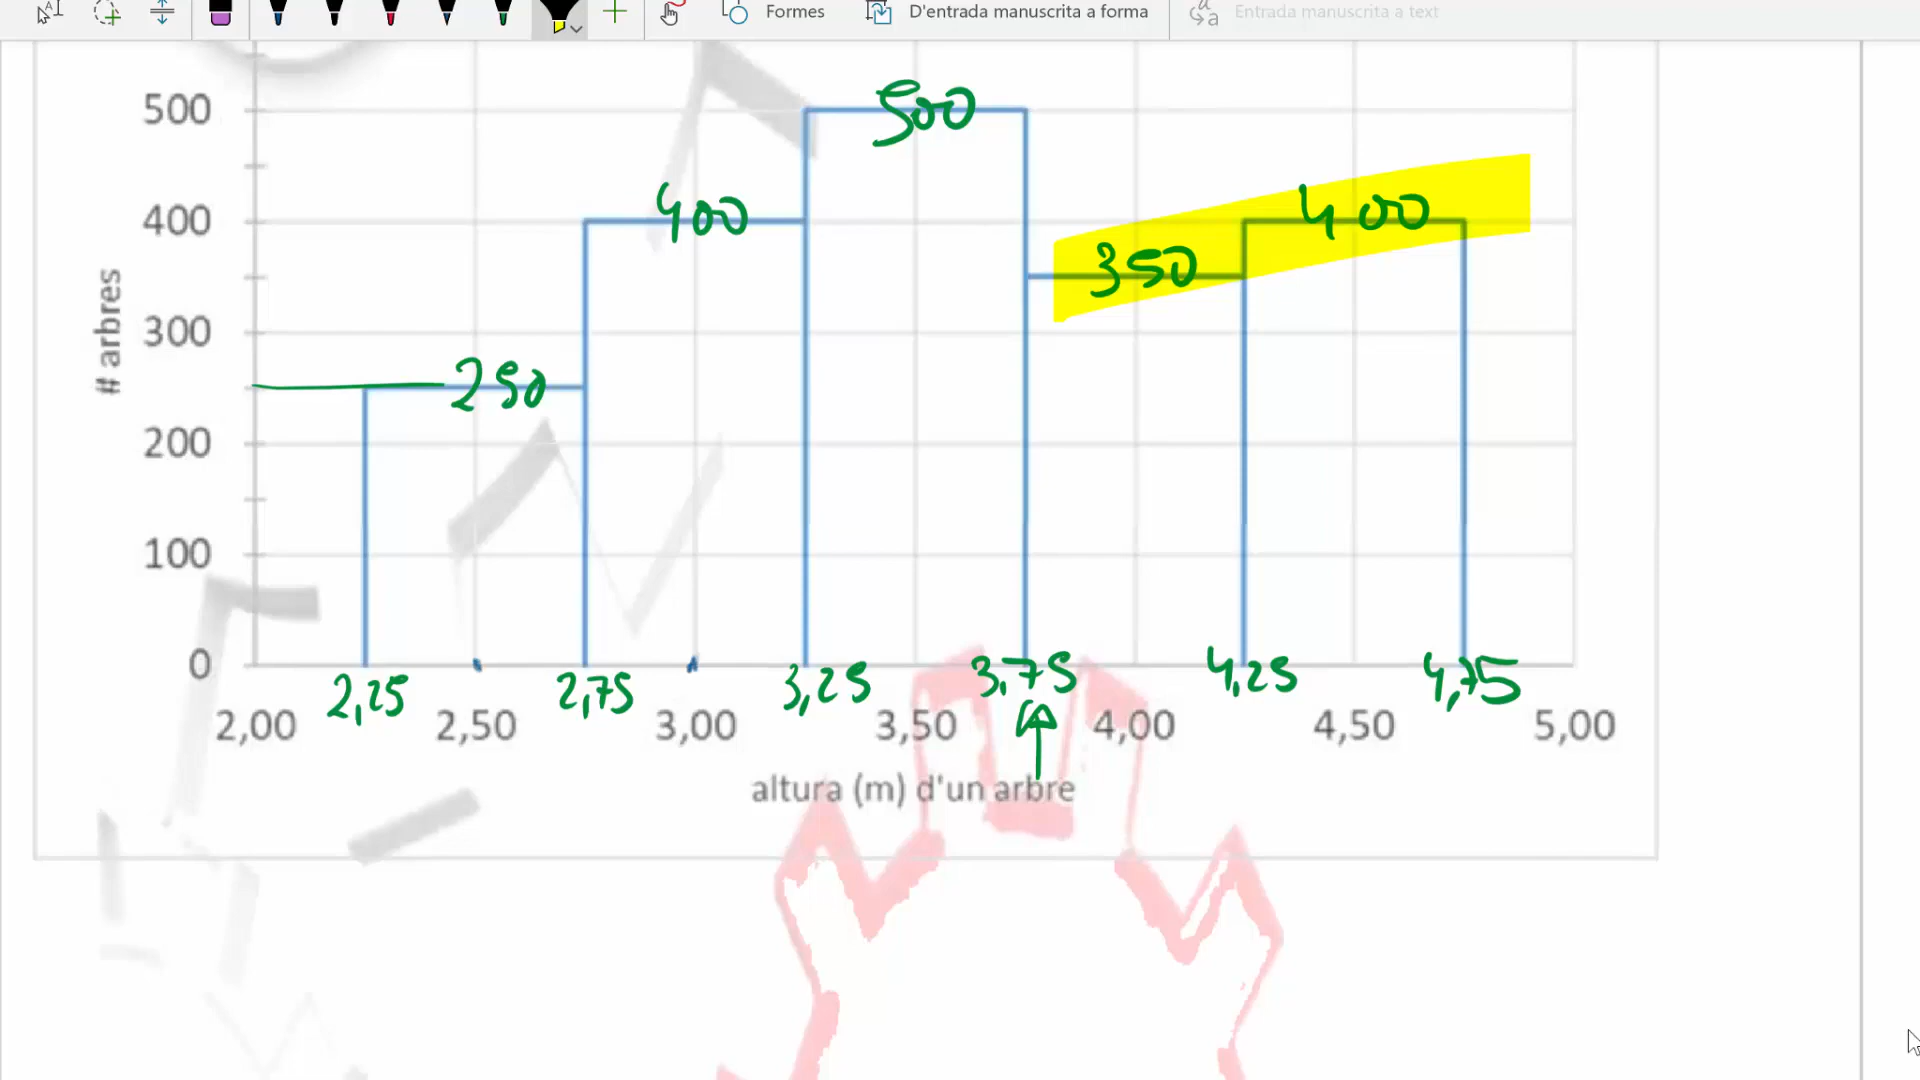 Formes D'entrada manuscrita a forma Entrada manuscrita a text
500 500
400 400 400
350
300
250
200
100
0
2,25 2,75 3,25 3,75 4,25 4,75
2,00 2,50 3,00 3,50 4,00 4,50 5,00
altura (m) d'un arbre
# arbres